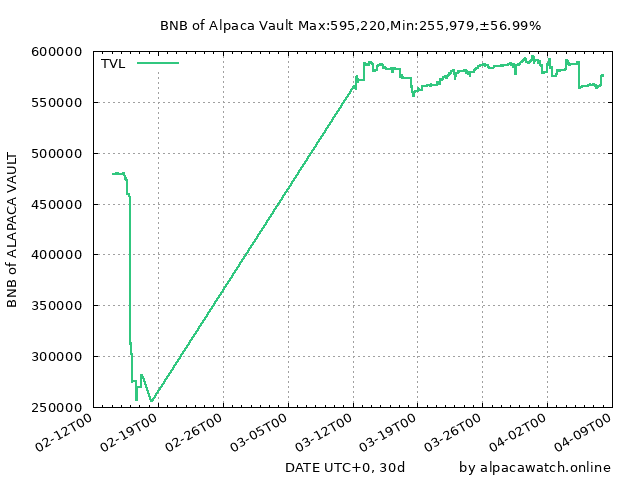 BNB of Alpaca Vault Max:595,220,Min:255,979,±56.99%
TVL
600000
550000
500000
450000
400000
350000
300000
250000
BNB of ALAPACA VAULT
02-12T00
02-19T00
02-26T00
03-05T00
03-12T00
03-19T00
03-26T00
04-02T00
04-09T00
DATE UTC+0, 30d
by alpacawatch.online